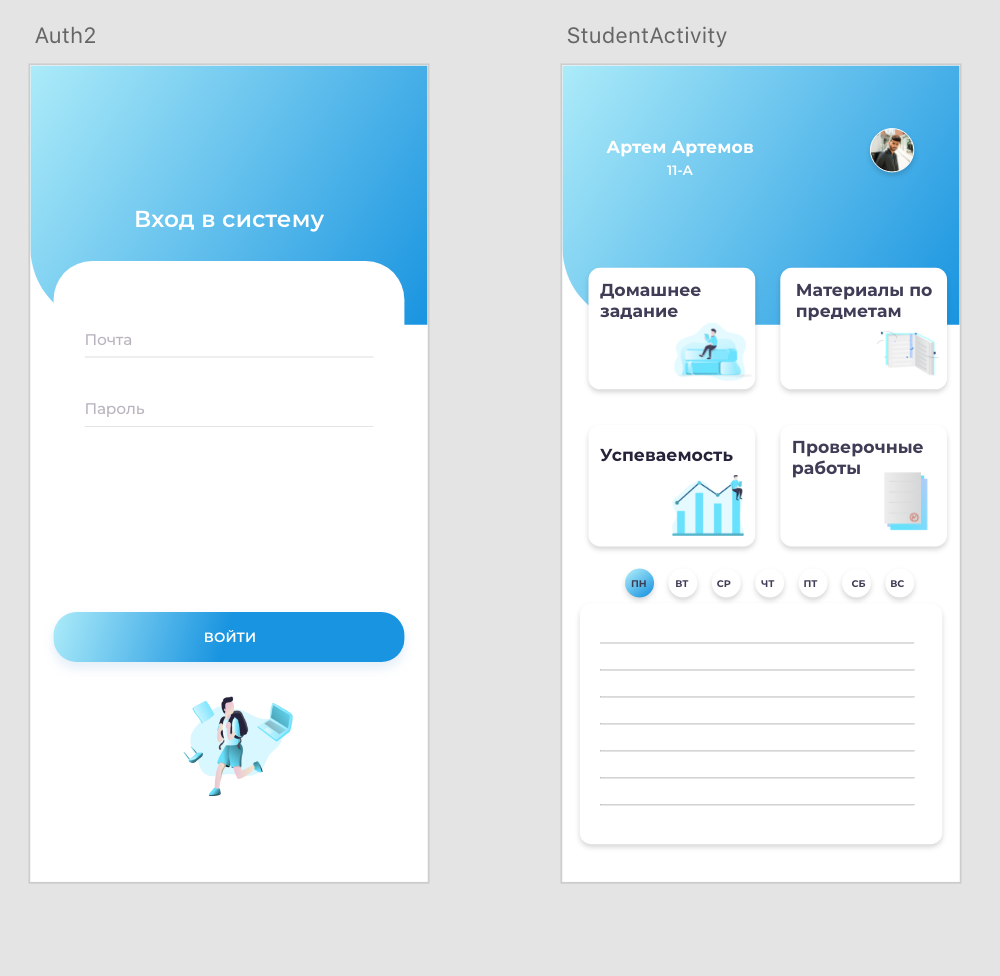 Auth2
Вход в систему
Почта
Пароль
ВОЙТИ
StudentActivity
Артем Артемов
11-А
Домашнее
задание
Материалы по
предметам
Успеваемость
Проверочные
работы
ПН ВТ СР ЧТ ПТ СБ ВС